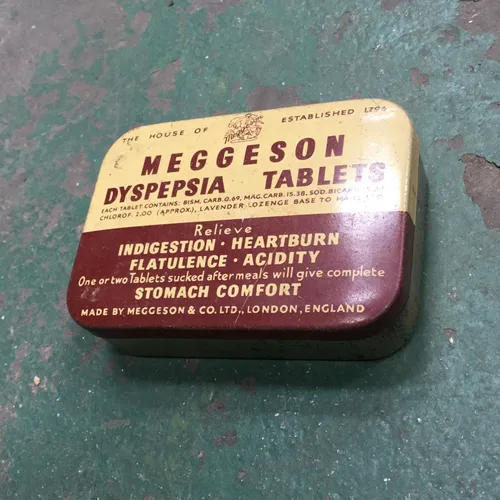 THE HOUSE OF ESTABLISHED 1796
MEGGESON
DYSPEPSIA TABLETS
EACH TABLET CONTAINS: BISM. CARB. 0.69, MAG. CARB. 15.38. SOD. BICARB.
CHLOROF. 2.00 (APPROX.), LAVENDER LOZENGE BASE TO
Relieve
INDIGESTION · HEARTBURN
FLATULENCE · ACIDITY
One or two Tablets sucked after meals will give complete
STOMACH COMFORT
MADE BY MEGGESON & CO. LTD., LONDON, ENGLAND